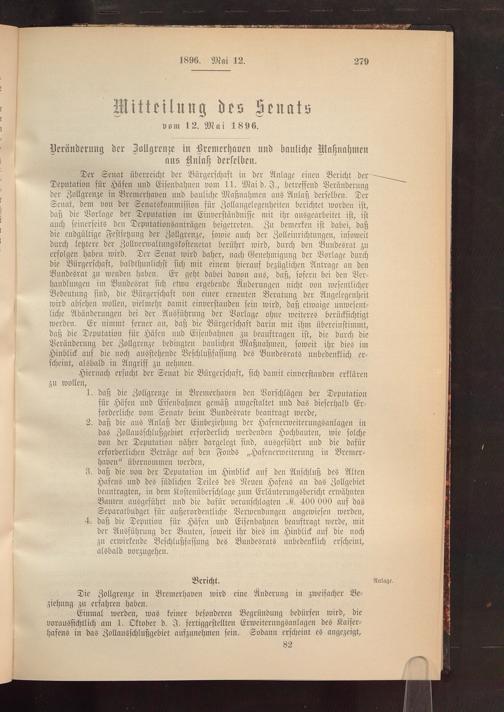 1896. Mai 12.
279
Mitteilung des Senats
vom 12. Mai 1896.
Veränderung der Zollgrenze in Bremerhaven und bauliche Maßnahmen
aus Anlaß derselben.
Der Senat überreicht der Bürgerschaft in der Anlage einen Bericht der
Deputation für Häfen und Eisenbahnen vom 11. Mai d. J., betreffend Veränderung
der Zollgrenze in Bremerhaven und bauliche Maßnahmen aus Anlaß derselben. Der
Senat, dem von der Senatskommission für Zollangelegenheiten berichtet worden ist,
daß die Vorlage der Deputation im Einverständnisse mit ihr ausgearbeitet ist, ist
auch seinerseits den Deputationsanträgen beigetreten. Zu bemerken ist dabei, daß
die endgültige Festsetzung der Zollgrenze, sowie auch der Zolleinrichtungen, insoweit
durch letztere der Zollverwaltungskostenetat berührt wird, durch den Bundesrat zu
erfolgen haben wird. Der Senat wird daher, nach Genehmigung der Vorlage durch
die Bürgerschaft, baldthunlichst mit einem hierauf bezüglichen Antrage an den
Bundesrat zu wenden haben. Er geht dabei davon aus, daß, sofern bei den Ver-
handlungen im Bundesrat sich etwa ergebende Änderungen nicht von wesentlicher
Bedeutung sind, die Bürgerschaft von einer erneuten Beratung der Angelegenheit
wird absehen wollen, vielmehr damit einverstanden sein wird, daß etwaige unwesent-
liche Abänderungen bei der Ausführung der Vorlage ohne weiteres berücksichtigt
werden. Er nimmt ferner an, daß die Bürgerschaft darin mit ihm übereinstimmt,
daß die Deputation für Häfen und Eisenbahnen zu beauftragen ist, die durch die
Veränderung der Zollgrenze bedingten baulichen Maßnahmen, soweit ihr dies im
Hinblick auf die noch ausstehende Beschlußfassung des Bundesrats unbedenklich er-
scheint, alsbald in Angriff zu nehmen.
Hiernach ersucht der Senat die Bürgerschaft, sich damit einverstanden erklären
zu wollen,
1. daß die Zollgrenze in Bremerhaven den Vorschlägen der Deputation
für Häfen und Eisenbahnen gemäß umgestaltet und das dieserhalb Er-
forderliche vom Senate beim Bundesrate beantragt werde,
2. daß die aus Anlaß der Einbeziehung der Hafenerweiterungsanlagen in
das Zollausschlußgebiet erforderlich werdenden Hochbauten, wie solche
von der Deputation näher dargelegt sind, ausgeführt und die dafür
erforderlichen Beträge auf den Fonds „Hafenerweiterung in Bremer-
haven“ übernommen werden,
3. daß die von der Deputation im Hinblick auf den Anschluß des Alten
Hafens und des südlichen Teiles des Neuen Hafens an das Zollgebiet
beantragten, in dem Kostenüberschlage zum Erläuterungsbericht erwähnten
Bauten ausgeführt und die dafür veranschlagten ℳ 400 000 auf das
Separatbudget für außerordentliche Verwendungen angewiesen werden,
4. daß die Depution für Häfen und Eisenbahnen beauftragt werde, mit
der Ausführung der Bauten, soweit ihr dies im Hinblick auf die noch
zu erwirkende Beschlußfassung des Bundesrats unbedenklich erscheint,
alsbald vorzugehen.
Bericht.
Anlage.
Die Zollgrenze in Bremerhaven wird eine Änderung in zweifacher Be-
ziehung zu erfahren haben.
Einmal werden, was keiner besonderen Begründung bedürfen wird, die
voraussichtlich am 1. Oktober d. J. fertiggestellten Erweiterungsanlagen des Kaiser-
hafens in das Zollausschlußgebiet aufzunehmen sein. Sodann erscheint es angezeigt,
82